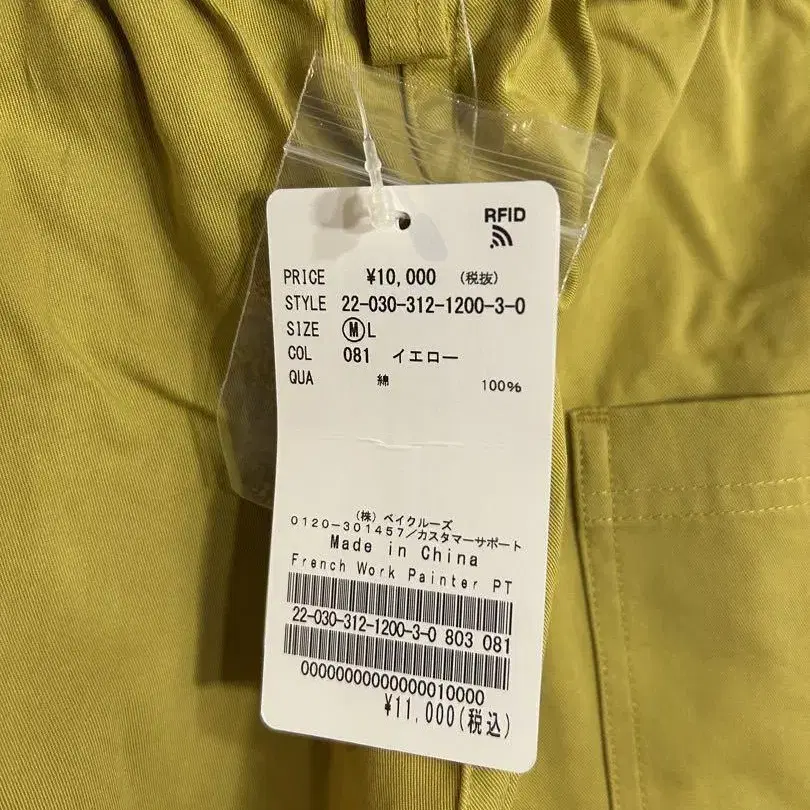 RFID
PRICE ¥10,000 (税抜)
STYLE 22-030-312-1200-3-0
SIZE Ⓜ L
COL 081 イエロー
QUA 綿 100%
(株) ベイクルーズ
0120-301457/カスタマーサポート
Made in China
French Work Painter PT
22-030-312-1200-3-0 803 081
00000000000000010000
¥11,000(税込)